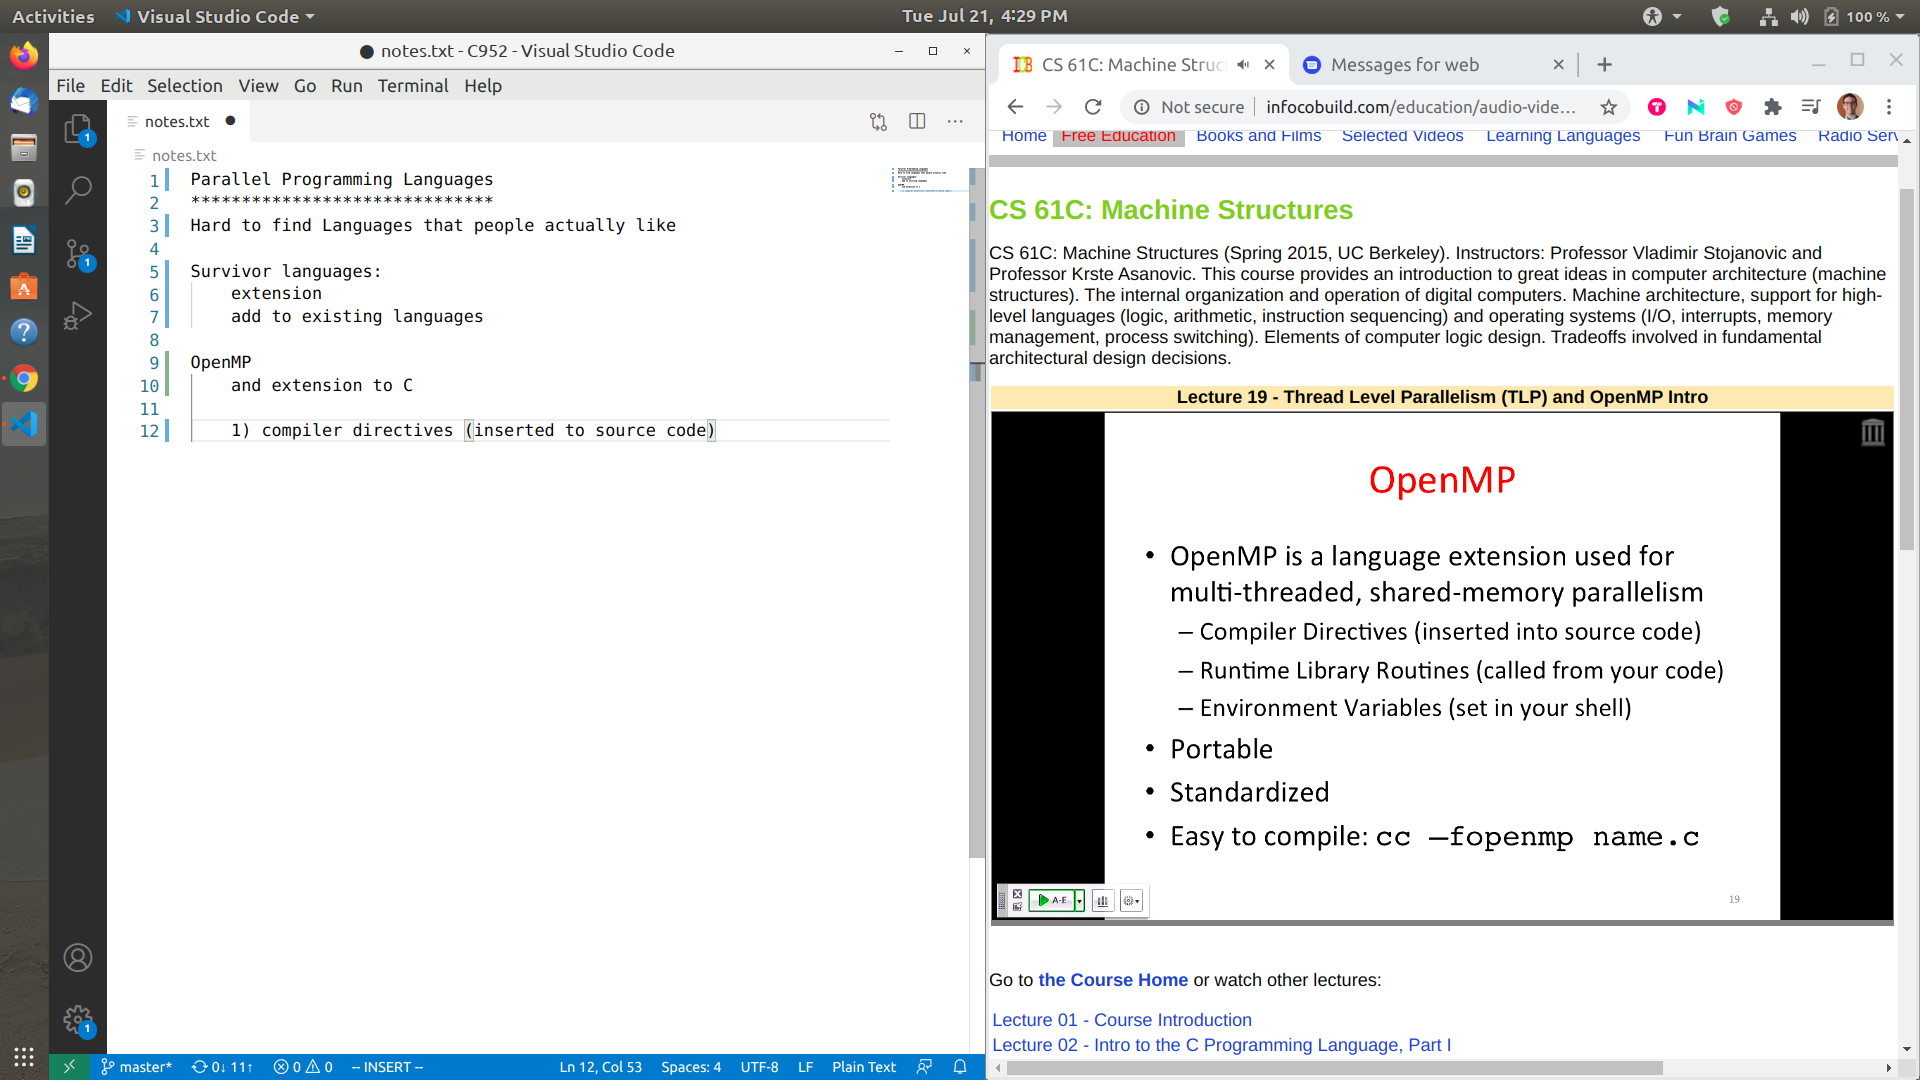 Activities
Visual Studio Code
Tue Jul 21, 4:29 PM
100 %
notes.txt - C952 - Visual Studio Code
File Edit Selection View Go Run Terminal Help
notes.txt
notes.txt
1 Parallel Programming Languages
2 ******************************
3 Hard to find Languages that people actually like
4
5 Survivor languages:
6 extension
7 add to existing languages
8
9 OpenMP
10 and extension to C
11
12 1) compiler directives (inserted to source code)
1
1
1
master* 0↓ 11↑ 0 0 -- INSERT --
Ln 12, Col 53 Spaces: 4 UTF-8 LF Plain Text
CS 61C: Machine Struc
Messages for web
Not secure infocobuild.com/education/audio-vide...
Home Free Education Books and Films Selected Videos Learning Languages Fun Brain Games Radio Serv
CS 61C: Machine Structures
CS 61C: Machine Structures (Spring 2015, UC Berkeley). Instructors: Professor Vladimir Stojanovic and
Professor Krste Asanovic. This course provides an introduction to great ideas in computer architecture (machine
structures). The internal organization and operation of digital computers. Machine architecture, support for high-
level languages (logic, arithmetic, instruction sequencing) and operating systems (I/O, interrupts, memory
management, process switching). Elements of computer logic design. Tradeoffs involved in fundamental
architectural design decisions.
Lecture 19 - Thread Level Parallelism (TLP) and OpenMP Intro
OpenMP
• OpenMP is a language extension used for
multi-threaded, shared-memory parallelism
– Compiler Directives (inserted into source code)
– Runtime Library Routines (called from your code)
– Environment Variables (set in your shell)
• Portable
• Standardized
• Easy to compile: cc –fopenmp name.c
A-E
19
Go to the Course Home or watch other lectures:
Lecture 01 - Course Introduction
Lecture 02 - Intro to the C Programming Language, Part I